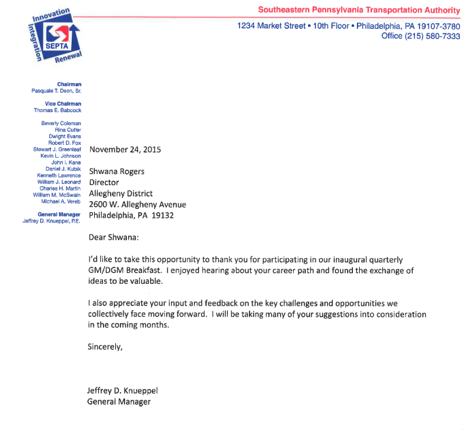 Innovation
Integration
Renewal
SEPTA
Southeastern Pennsylvania Transportation Authority
1234 Market Street • 10th Floor • Philadelphia, PA 19107-3780
Office (215) 580-7333
Chairman
Pasquale T. Deon, Sr.
Vice Chairman
Thomas E. Babcock
Beverly Coleman
Rina Cutler
Dwight Evans
Robert D. Fox
Stewart J. Greenleaf
Kevin L. Johnson
John I. Kane
Daniel J. Kubik
Kenneth Lawrence
William J. Leonard
Charles H. Martin
William M. McSwain
Michael A. Vereb
General Manager
Jeffrey D. Knueppel, P.E.
November 24, 2015
Shwana Rogers
Director
Allegheny District
2600 W. Allegheny Avenue
Philadelphia, PA 19132
Dear Shwana:
I'd like to take this opportunity to thank you for participating in our inaugural quarterly
GM/DGM Breakfast. I enjoyed hearing about your career path and found the exchange of
ideas to be valuable.
I also appreciate your input and feedback on the key challenges and opportunities we
collectively face moving forward. I will be taking many of your suggestions into consideration
in the coming months.
Sincerely,
Jeffrey D. Knueppel
General Manager